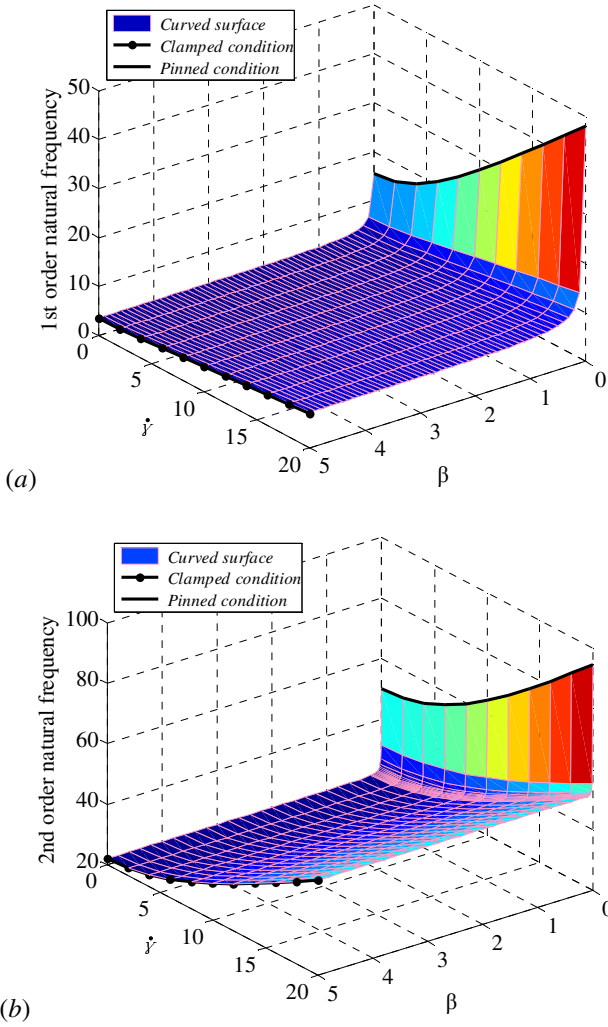 Curved surface
Clamped condition
Pinned condition
1st order natural frequency
50
40
30
20
10
0
0
5
10
15
20
γ̇
5
4
3
2
1
0
β
(a)
Curved surface
Clamped condition
Pinned condition
2nd order natural frequency
100
80
60
40
20
0
5
10
15
20
γ̇
5
4
3
2
1
0
β
(b)